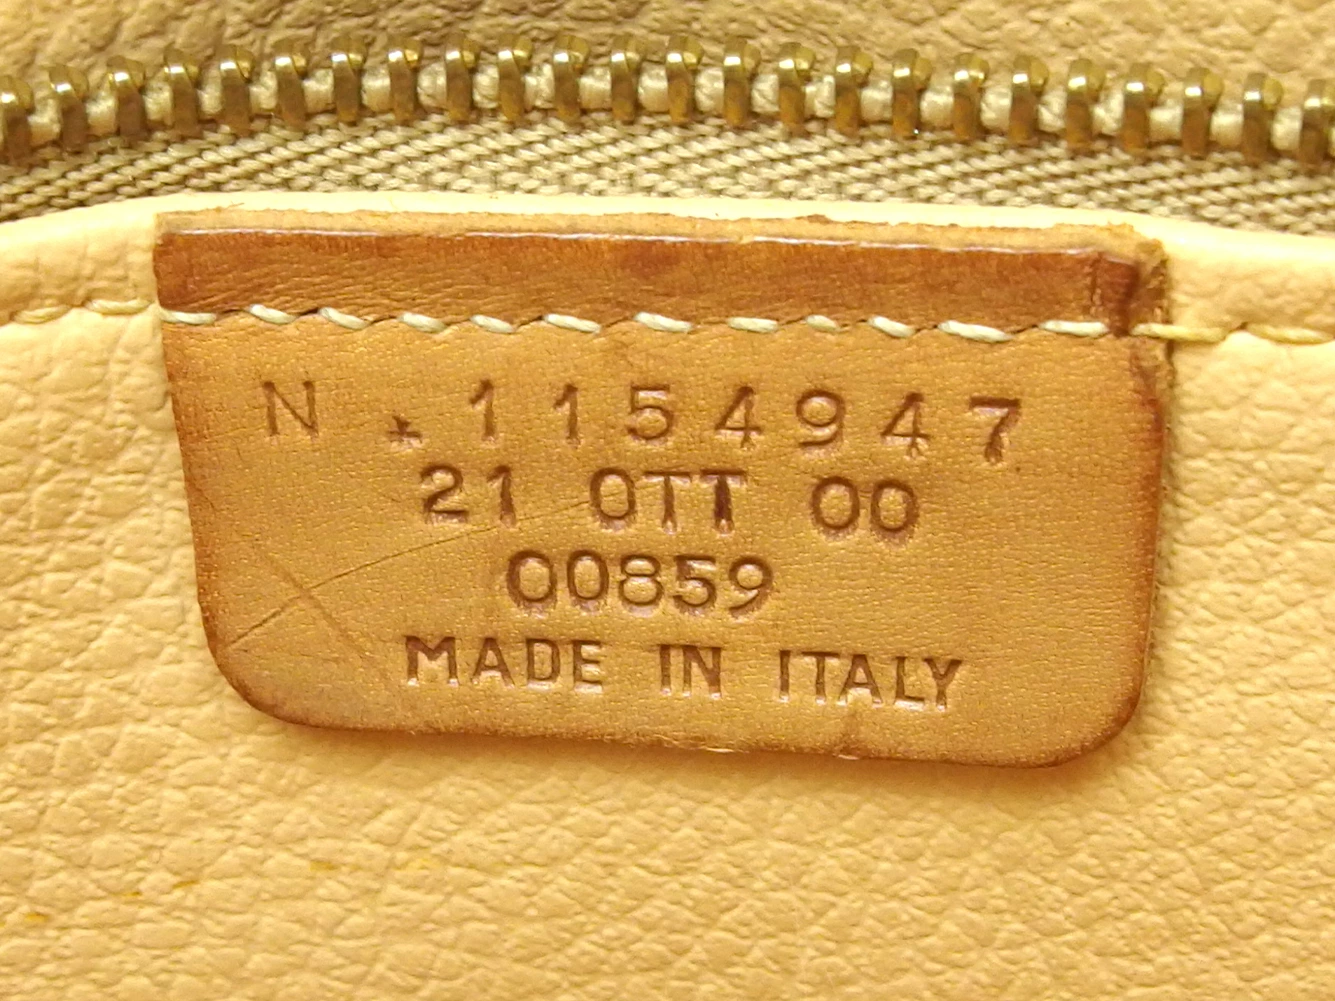 N .1154947
21 OTT 00
00859
MADE IN ITALY